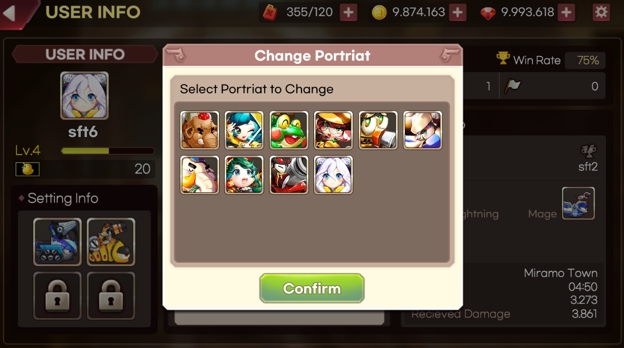 USER INFO
355/120
9.874.163
9.993.618
USER INFO
sft6
Lv.4
20
Setting Info
Change Portriat
Select Portriat to Change
Confirm
Win Rate 75%
1 0
sft2
ghtning Mage
Miramo Town
04:50
3.273
Recieved Damage 3.861